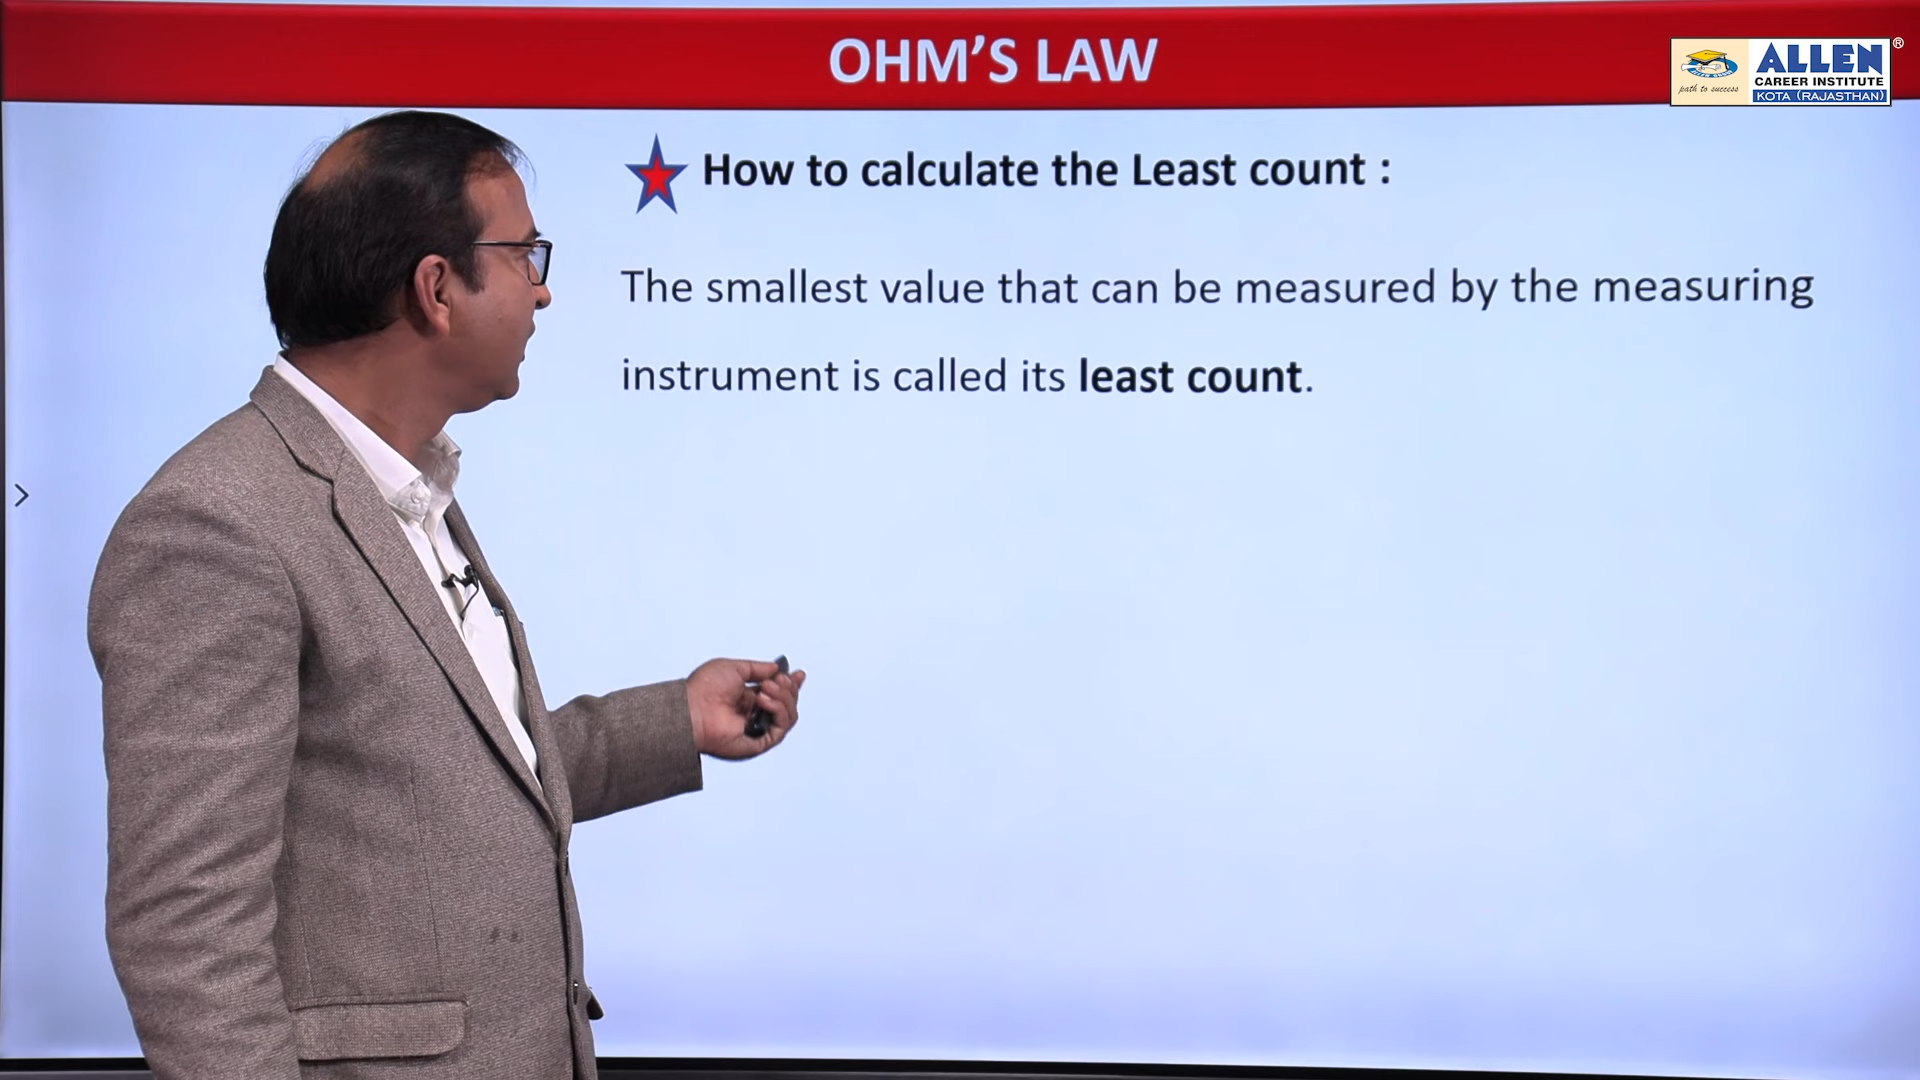 OHM’S LAW
ALLEN®
CAREER INSTITUTE
KOTA (RAJASTHAN)
path to success
How to calculate the Least count :
The smallest value that can be measured by the measuring
instrument is called its least count.